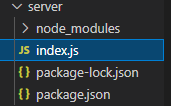 server
node_modules
JS index.js
{} package-lock.json
{} package.json